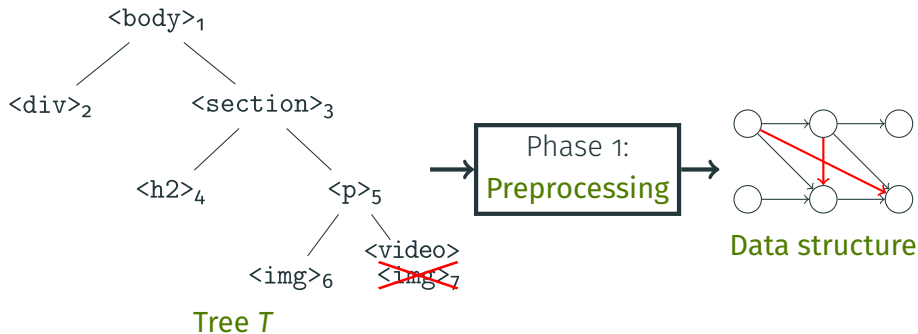 <body>₁
<div>₂ <section>₃
Phase 1:
<h2>₄ <p>₅ Preprocessing
<video>
<img>₆ <img>₇
Data structure
Tree T